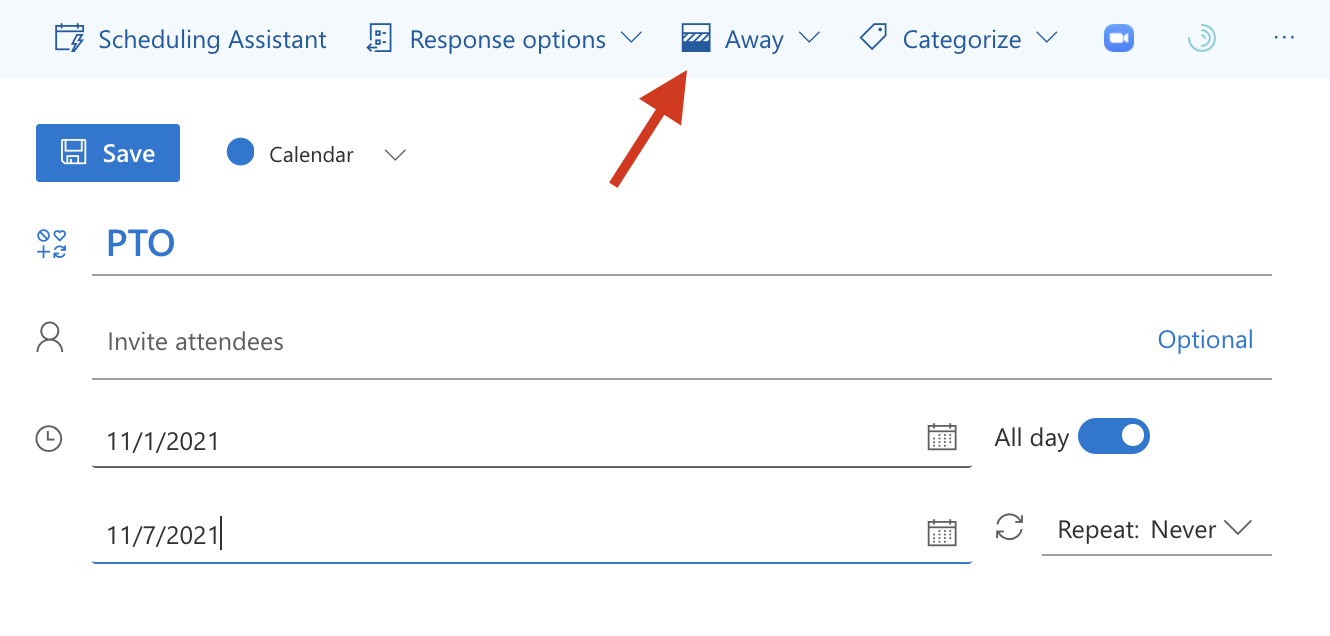 Scheduling Assistant Response options Away Categorize ...
Save Calendar
PTO
Invite attendees Optional
11/1/2021 All day
11/7/2021 Repeat: Never